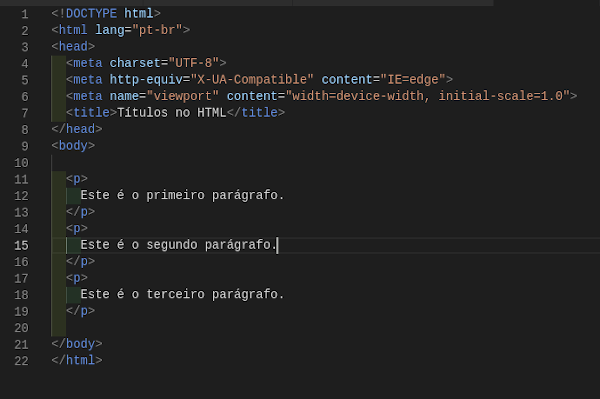 1 <!DOCTYPE html>
2 <html lang="pt-br">
3 <head>
4 <meta charset="UTF-8">
5 <meta http-equiv="X-UA-Compatible" content="IE=edge">
6 <meta name="viewport" content="width=device-width, initial-scale=1.0">
7 <title>Títulos no HTML</title>
8 </head>
9 <body>
10
11 <p>
12 Este é o primeiro parágrafo.
13 </p>
14 <p>
15 Este é o segundo parágrafo.
16 </p>
17 <p>
18 Este é o terceiro parágrafo.
19 </p>
20
21 </body>
22 </html>